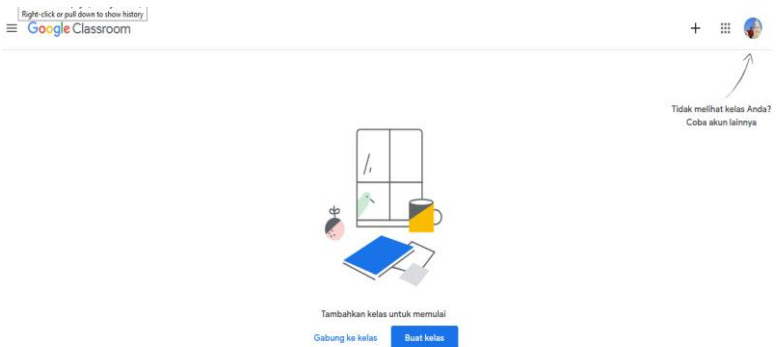 Right-click or pull down to show history
Google Classroom
Tidak melihat kelas Anda?
Coba akun lainnya
Tambahkan kelas untuk memulai
Gabung ke kelas
Buat kelas